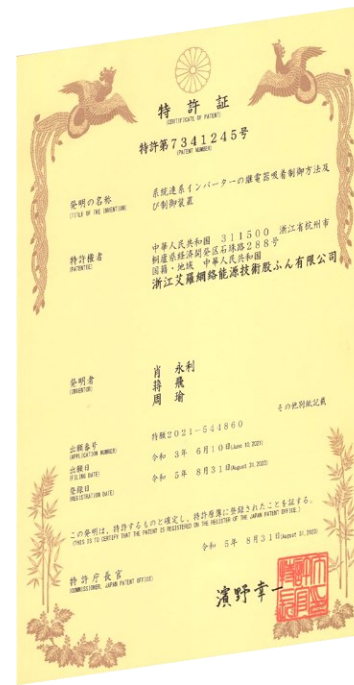 特許証
(CERTIFICATE OF PATENT)
特許第7341245号
(PATENT NUMBER)
発明の名称
(TITLE OF THE INVENTION)
系統連系インバーターの継電器吸着制御方法及
び制御装置
特許権者
(PATENTEE)
中華人民共和国 311500 浙江省杭州市
桐廬県経済開発区石珠路288号
国籍・地域 中華人民共和国
浙江艾羅網絡能源技術股ふん有限公司
発明者
(INVENTOR)
肖 永利
蒋 飛
周 瑜
その他別紙記載
出願番号
(APPLICATION NUMBER)
特願2021-544860
出願日
(FILING DATE)
令和 3年 6月10日(June 10,2021)
登録日
(REGISTRATION DATE)
令和 5年 8月31日(August 31,2023)
この発明は、特許するものと確定し、特許原簿に登録されたことを証する。
(THIS IS TO CERTIFY THAT THE PATENT IS REGISTERED ON THE REGISTER OF THE JAPAN PATENT OFFICE.)
令和 5年 8月31日(August 31,2023)
特許庁長官
(COMMISSIONER, JAPAN PATENT OFFICE)
濱野幸一